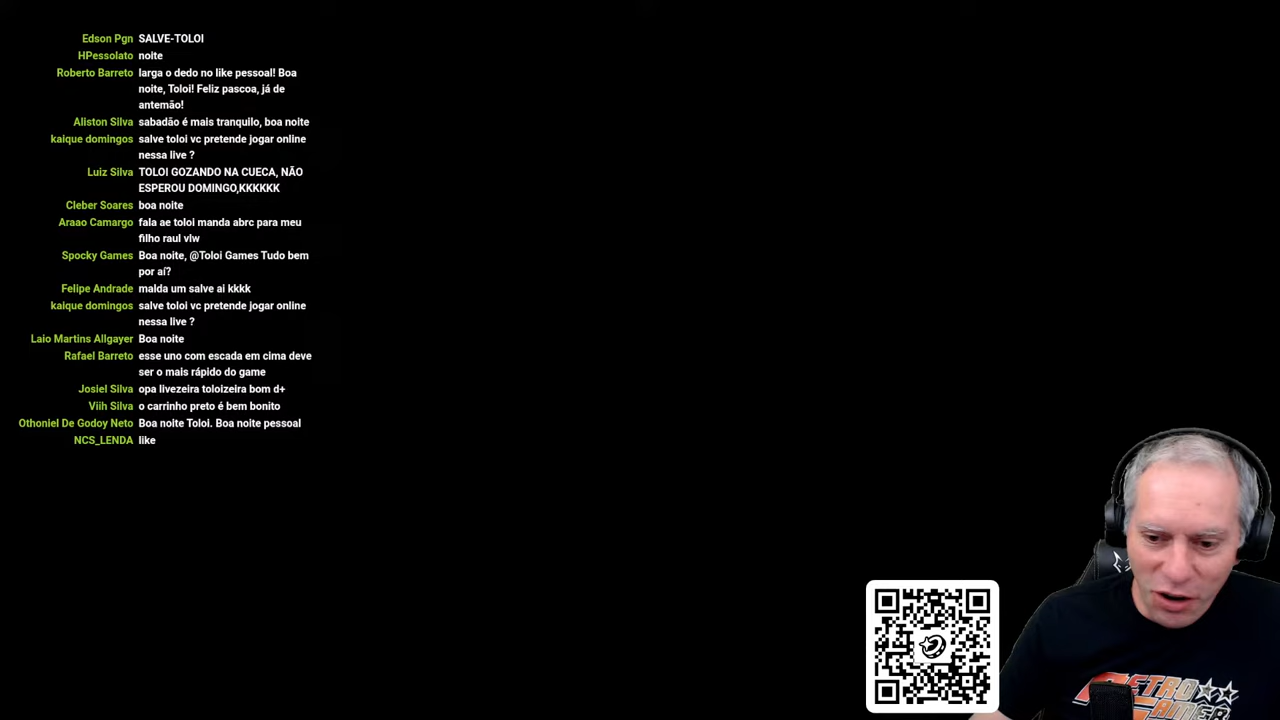 Edson Pgn SALVE-TOLOI
HPessolato noite
Roberto Barreto larga o dedo no like pessoal! Boa
noite, Toloi! Feliz pascoa, já de
antemão!
Aliston Silva sabadão é mais tranquilo, boa noite
kaique domingos salve toloi vc pretende jogar online
nessa live ?
Luiz Silva TOLOI GOZANDO NA CUECA, NÃO
ESPEROU DOMINGO,KKKKKK
Cleber Soares boa noite
Araao Camargo fala ae toloi manda abrc para meu
filho raul vlw
Spocky Games Boa noite, @Toloi Games Tudo bem
por aí?
Felipe Andrade malda um salve ai kkkk
kaique domingos salve toloi vc pretende jogar online
nessa live ?
Laio Martins Allgayer Boa noite
Rafael Barreto esse uno com escada em cima deve
ser o mais rápido do game
Josiel Silva opa livezeira toloizeira bom d+
Viih Silva o carrinho preto é bem bonito
Othoniel De Godoy Neto Boa noite Toloi. Boa noite pessoal
NCS_LENDA like
RETRO
GAMER